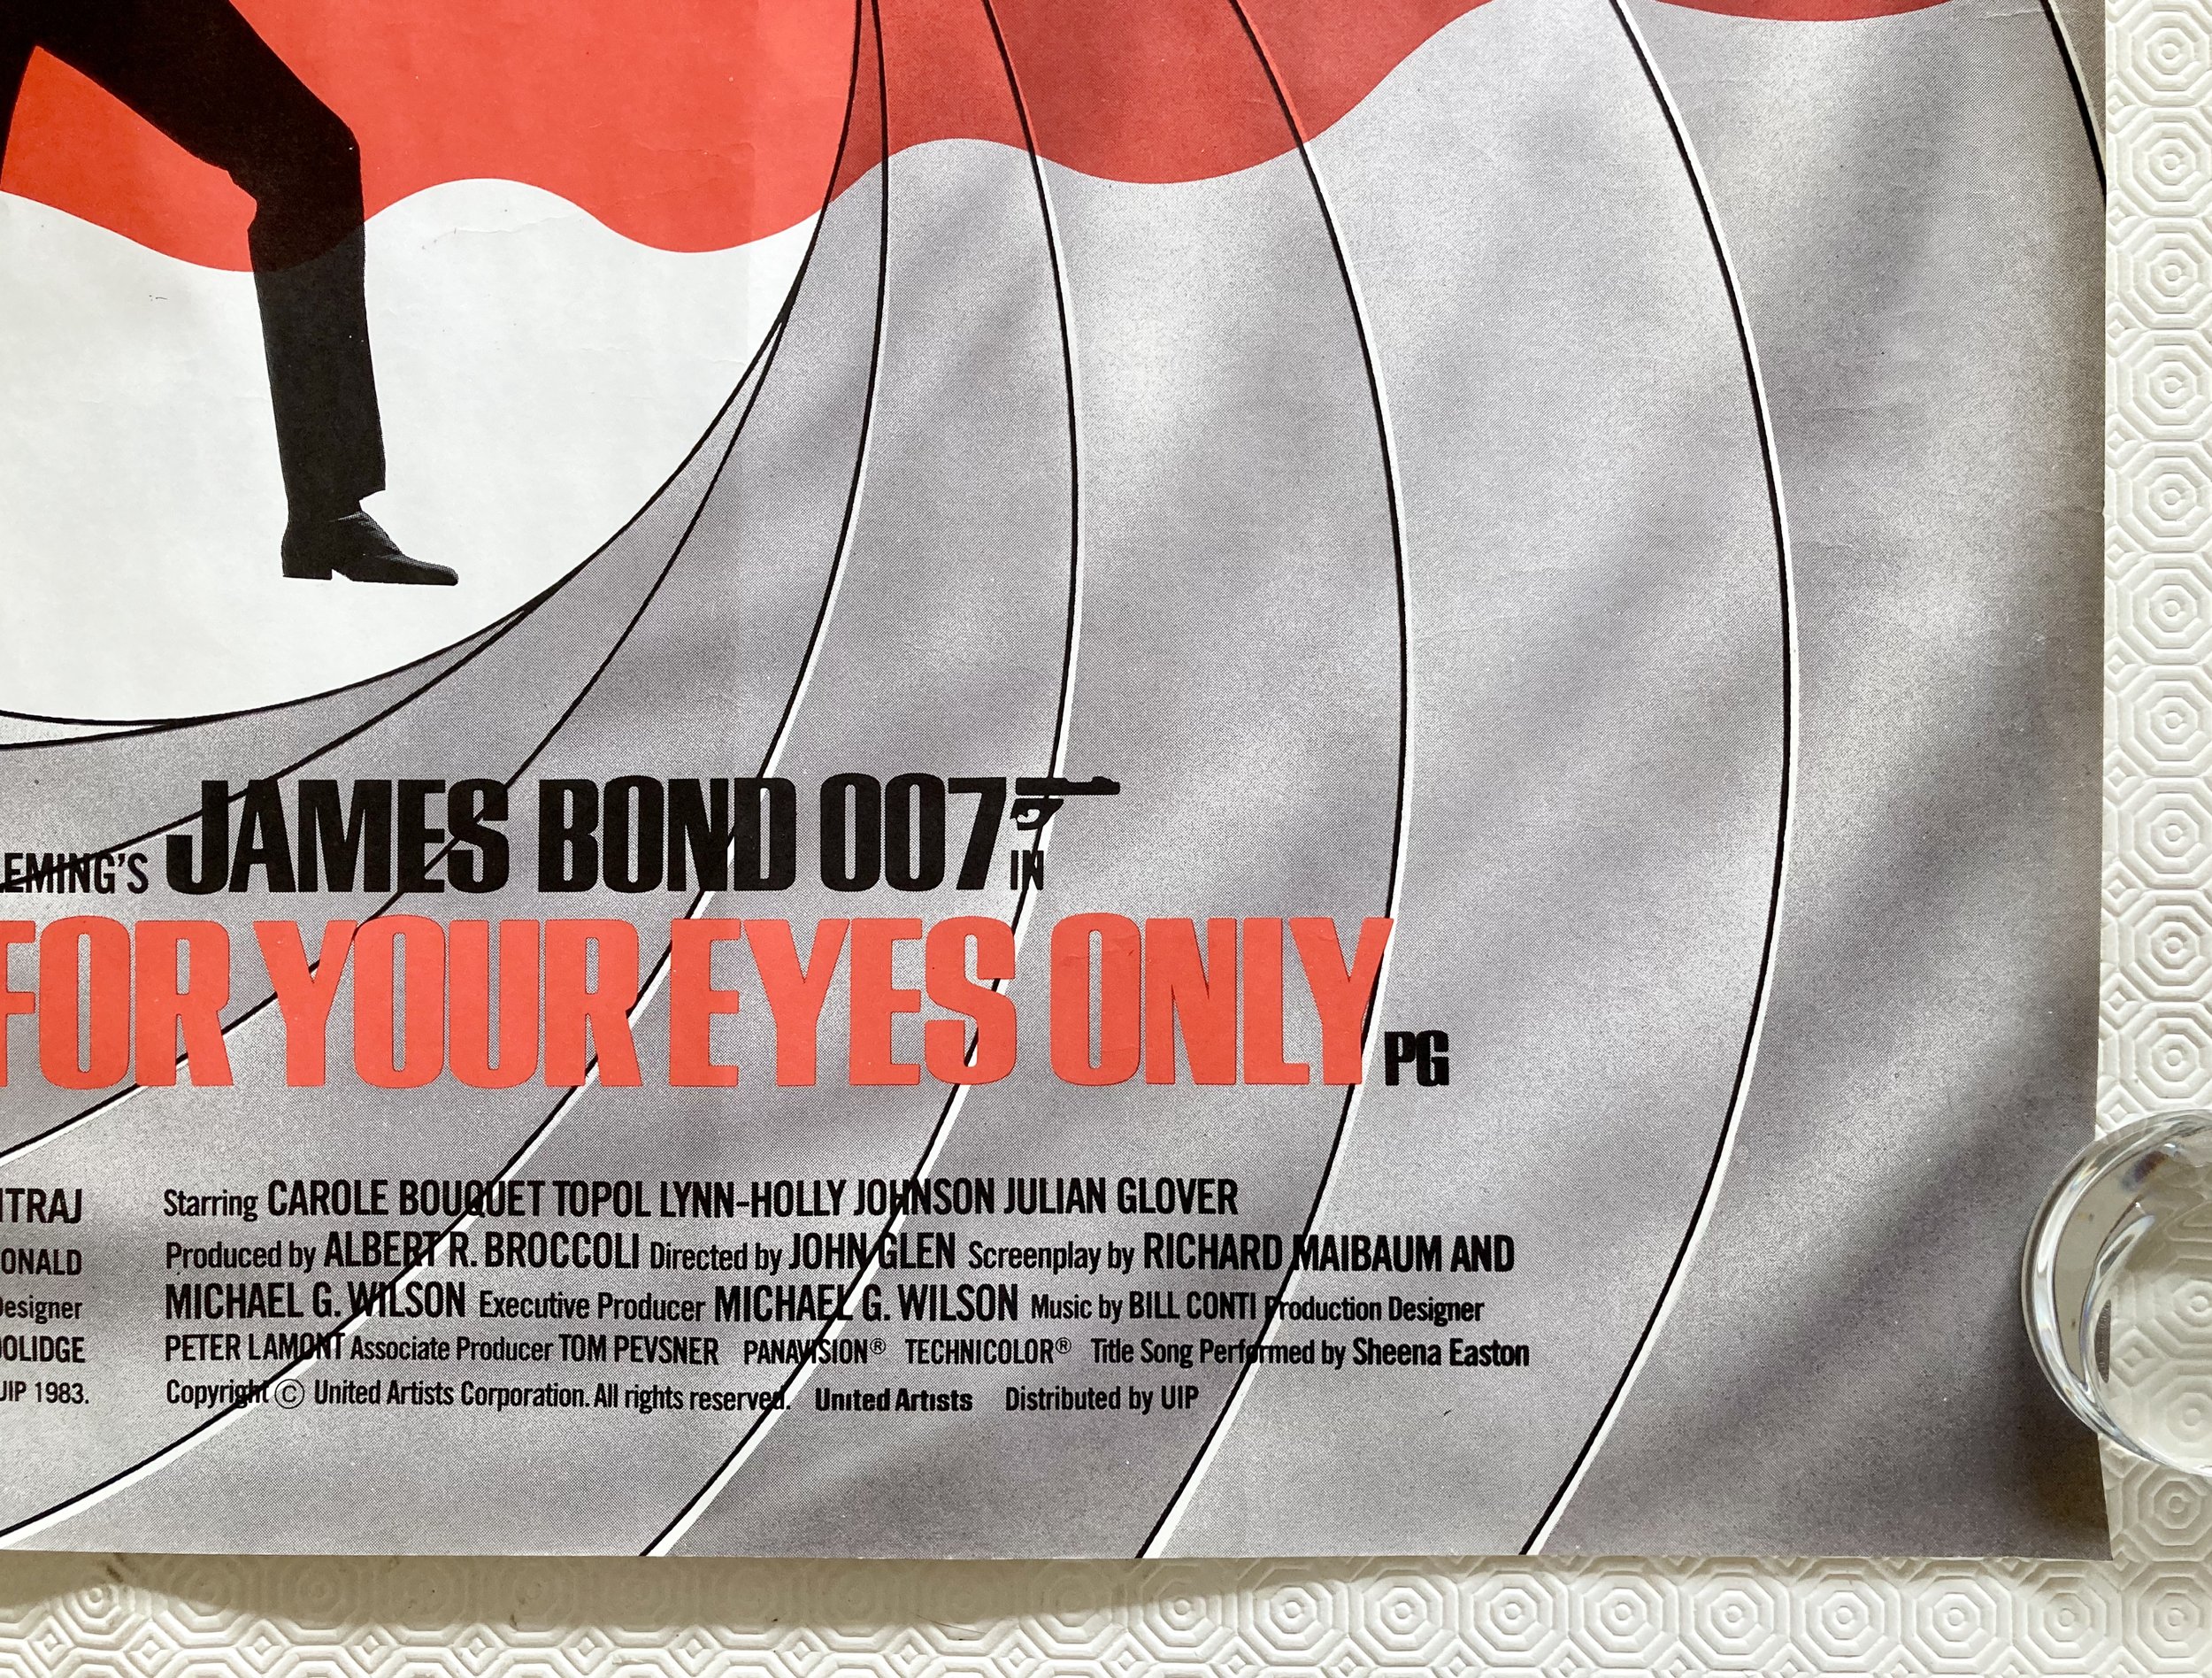 LEMING'S JAMES BOND 007
IN
FOR YOUR EYES ONLY PG
ITRAJ
ONALD
Designer
OLIDGE
UIP 1983.
Starring CAROLE BOUQUET TOPOL LYNN-HOLLY JOHNSON JULIAN GLOVER
Produced by ALBERT R. BROCCOLI Directed by JOHN GLEN Screenplay by RICHARD MAIBAUM AND
MICHAEL G. WILSON Executive Producer MICHAEL G. WILSON Music by BILL CONTI Production Designer
PETER LAMONT Associate Producer TOM PEVSNER PANAVISION® TECHNICOLOR® Title Song Performed by Sheena Easton
Copyright © United Artists Corporation. All rights reserved. United Artists Distributed by UIP